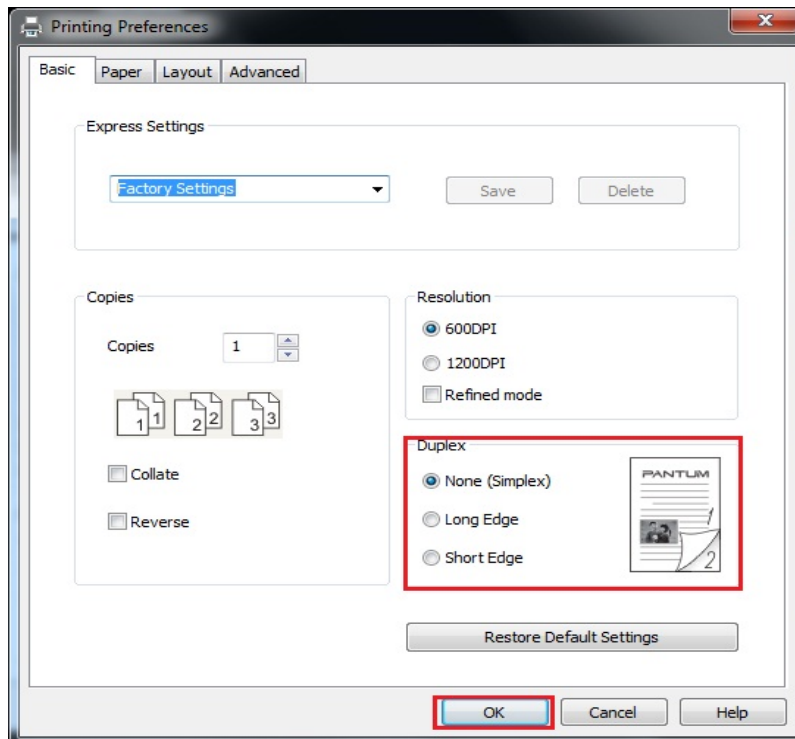 Printing Preferences
Basic Paper Layout Advanced
Express Settings
Factory Settings
Save Delete
Copies
Copies 1
1 1 2 2 3 3
Collate
Reverse
Resolution
600DPI
1200DPI
Refined mode
Duplex
None (Simplex)
Long Edge
Short Edge
PANTUM
1
2
Restore Default Settings
OK Cancel Help